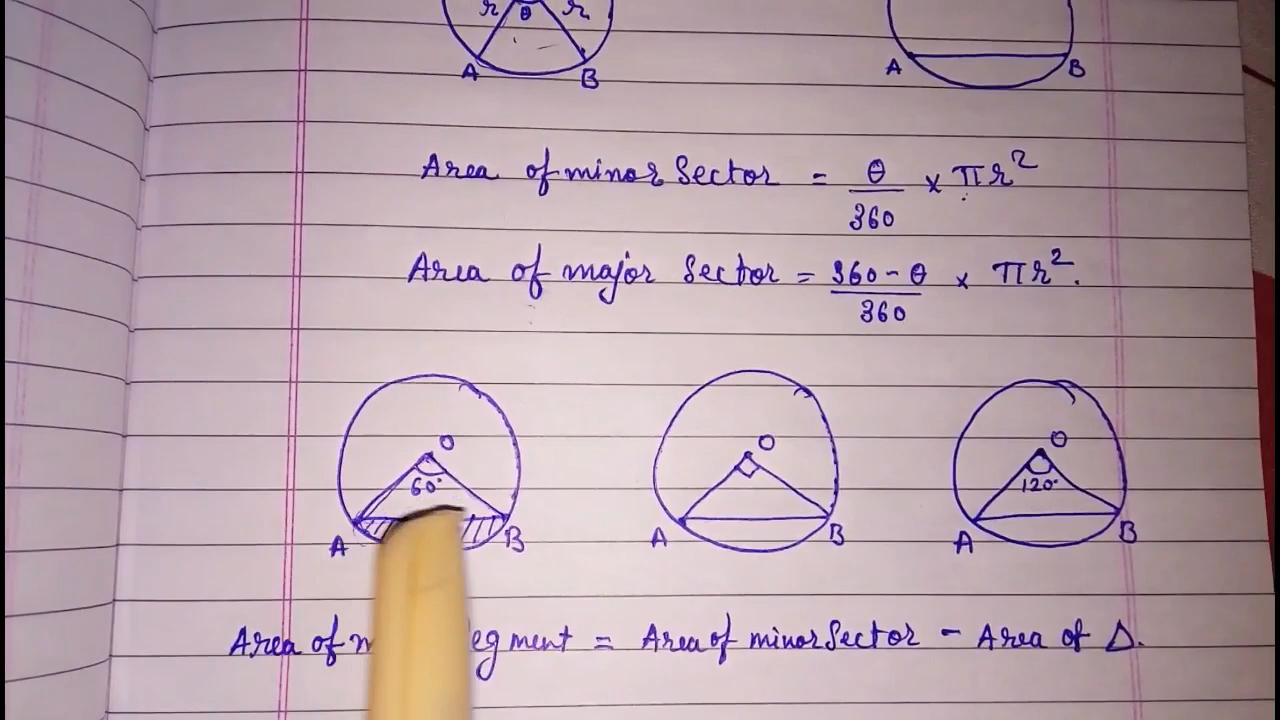 r θ r
A B A B
Area of minor Sector = θ/360 × πr²
Area of major Sector = 360-θ/360 × πr².
O O O
60° 120°
A B A B A B
Area of egment = Area of minor Sector - Area of Δ.